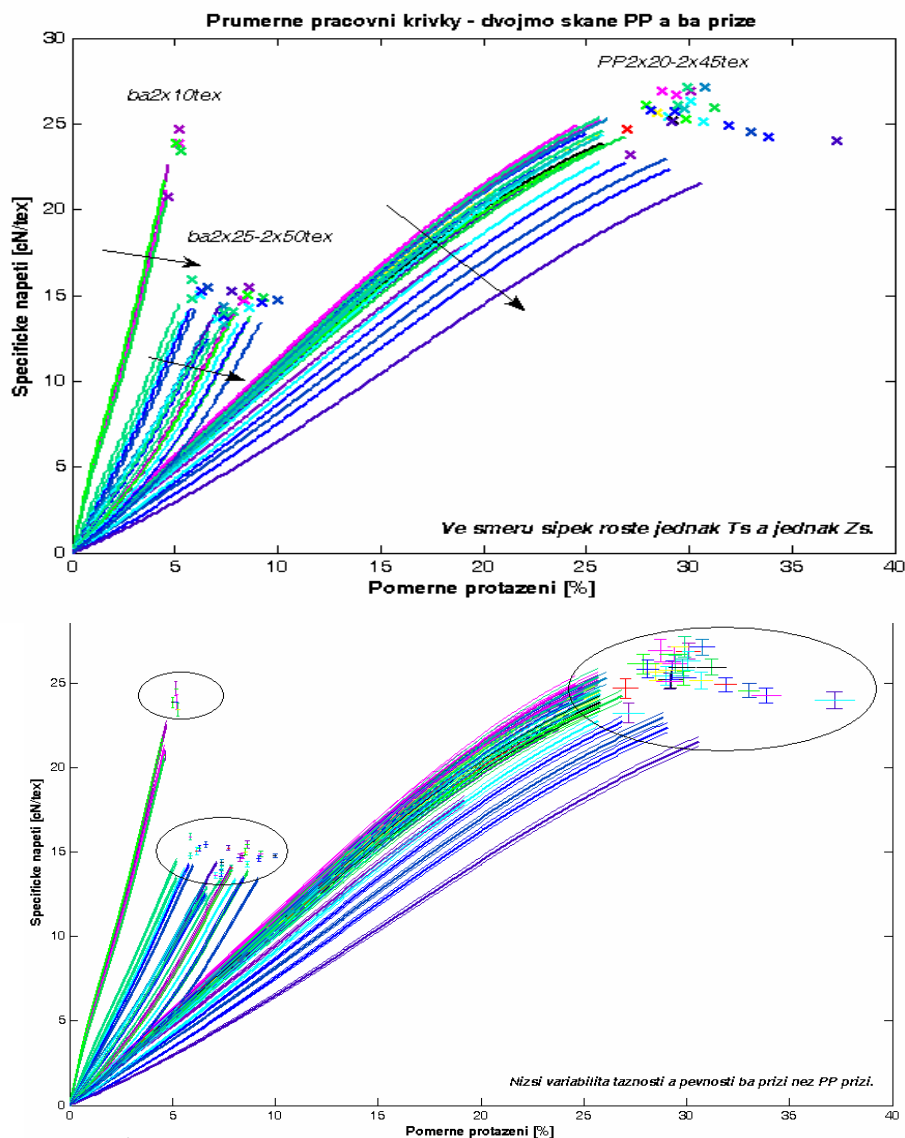 Prumerne pracovni krivky - dvojmo skane PP a ba prize
30
25
20
15
10
5
0
Specificke napeti [cN/tex]
ba2x10tex
PP2x20-2x45tex
ba2x25-2x50tex
Ve smeru sipek roste jednak Ts a jednak Zs.
0 5 10 15 20 25 30 35 40
Pomerne protazeni [%]
25
20
15
10
5
0
Specificke napeti [cN/tex]
Nizsi variabilita taznosti a pevnosti ba prizi nez PP prizi.
0 5 10 15 20 25 30 35 40
Pomerne protazeni [%]